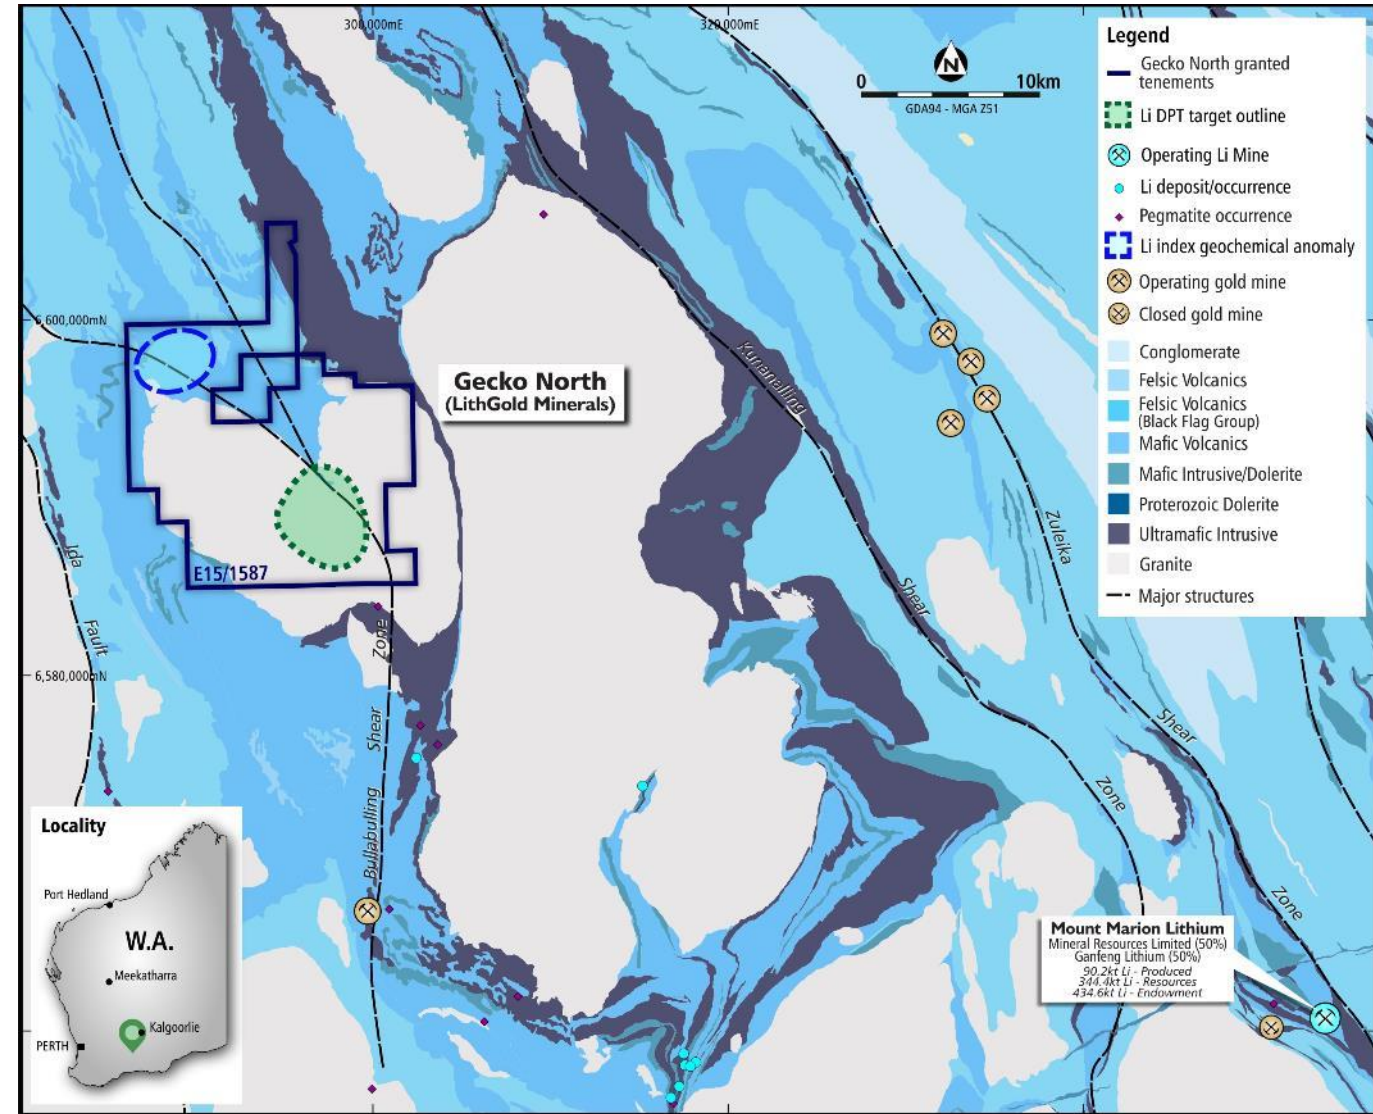 300,000mE
320,000mE
N
0
10km
GDA94 - MGA Z51
Legend
Gecko North granted
tenements
Li DPT target outline
Operating Li Mine
Li deposit/occurrence
Pegmatite occurrence
Li index geochemical anomaly
Operating gold mine
Closed gold mine
Conglomerate
Felsic Volcanics
Felsic Volcanics
(Black Flag Group)
Mafic Volcanics
Mafic Intrusive/Dolerite
Proterozoic Dolerite
Ultramafic Intrusive
Granite
Major structures
6,600,000mN
Gecko North
(LithGold Minerals)
Kunanalling
Shear
Zone
Zuleika
Shear
Zone
Ida
Fault
E15/1587
6,580,000mN
Bullabulling
Shear
Zone
Locality
Port Hedland
W.A.
Meekatharra
Kalgoorlie
PERTH
Mount Marion Lithium
Mineral Resources Limited (50%)
Ganfeng Lithium (50%)
90.2kt Li - Produced
344.4kt Li - Resources
434.6kt Li - Endowment